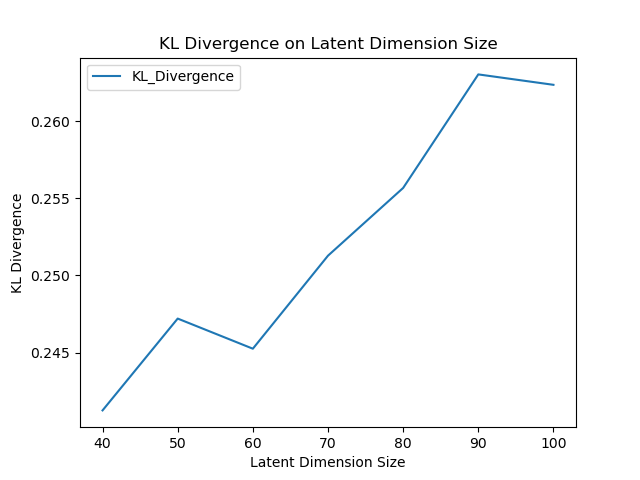 KL Divergence on Latent Dimension Size
KL_Divergence
KL Divergence
0.260
0.255
0.250
0.245
40 50 60 70 80 90 100
Latent Dimension Size